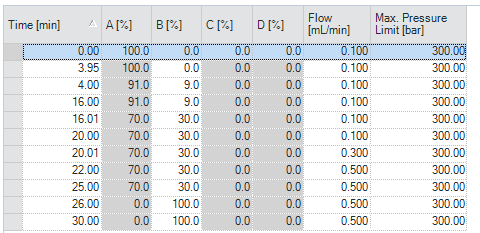 Time [min] A [%] B [%] C [%] D [%] Flow [mL/min] Max. Pressure Limit [bar]
0.00 100.0 0.0 0.0 0.0 0.100 300.00
3.95 100.0 0.0 0.0 0.0 0.100 300.00
4.00 91.0 9.0 0.0 0.0 0.100 300.00
16.00 91.0 9.0 0.0 0.0 0.100 300.00
16.01 70.0 30.0 0.0 0.0 0.100 300.00
20.00 70.0 30.0 0.0 0.0 0.100 300.00
20.01 70.0 30.0 0.0 0.0 0.300 300.00
22.00 70.0 30.0 0.0 0.0 0.500 300.00
25.00 70.0 30.0 0.0 0.0 0.500 300.00
26.00 0.0 100.0 0.0 0.0 0.500 300.00
30.00 0.0 100.0 0.0 0.0 0.500 300.00